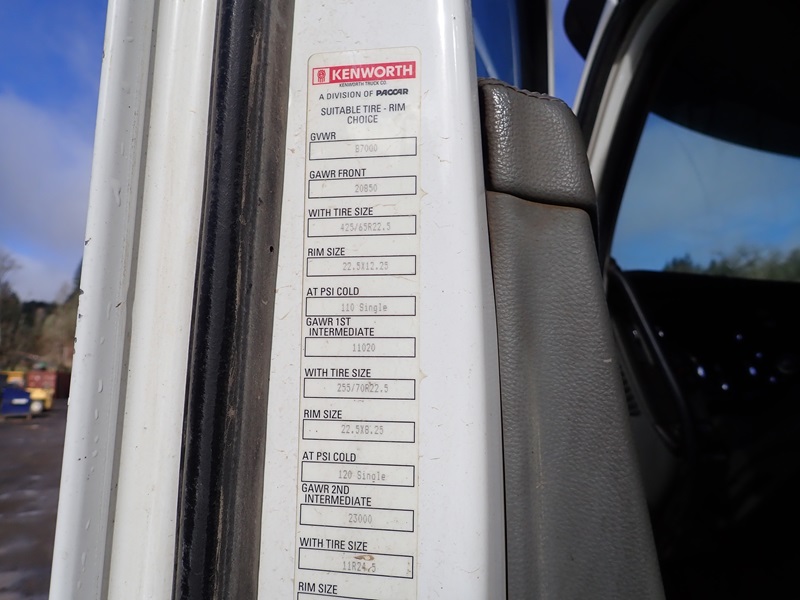 KENWORTH
KENWORTH TRUCK CO.
A DIVISION OF PACCAR
SUITABLE TIRE - RIM
CHOICE
GVWR
87000
GAWR FRONT
20850
WITH TIRE SIZE
425/65R22.5
RIM SIZE
22.5X12.25
AT PSI COLD
110 Single
GAWR 1ST
INTERMEDIATE
11020
WITH TIRE SIZE
255/70R22.5
RIM SIZE
22.5X8.25
AT PSI COLD
120 Single
GAWR 2ND
INTERMEDIATE
23000
WITH TIRE SIZE
11R24.5
RIM SIZE